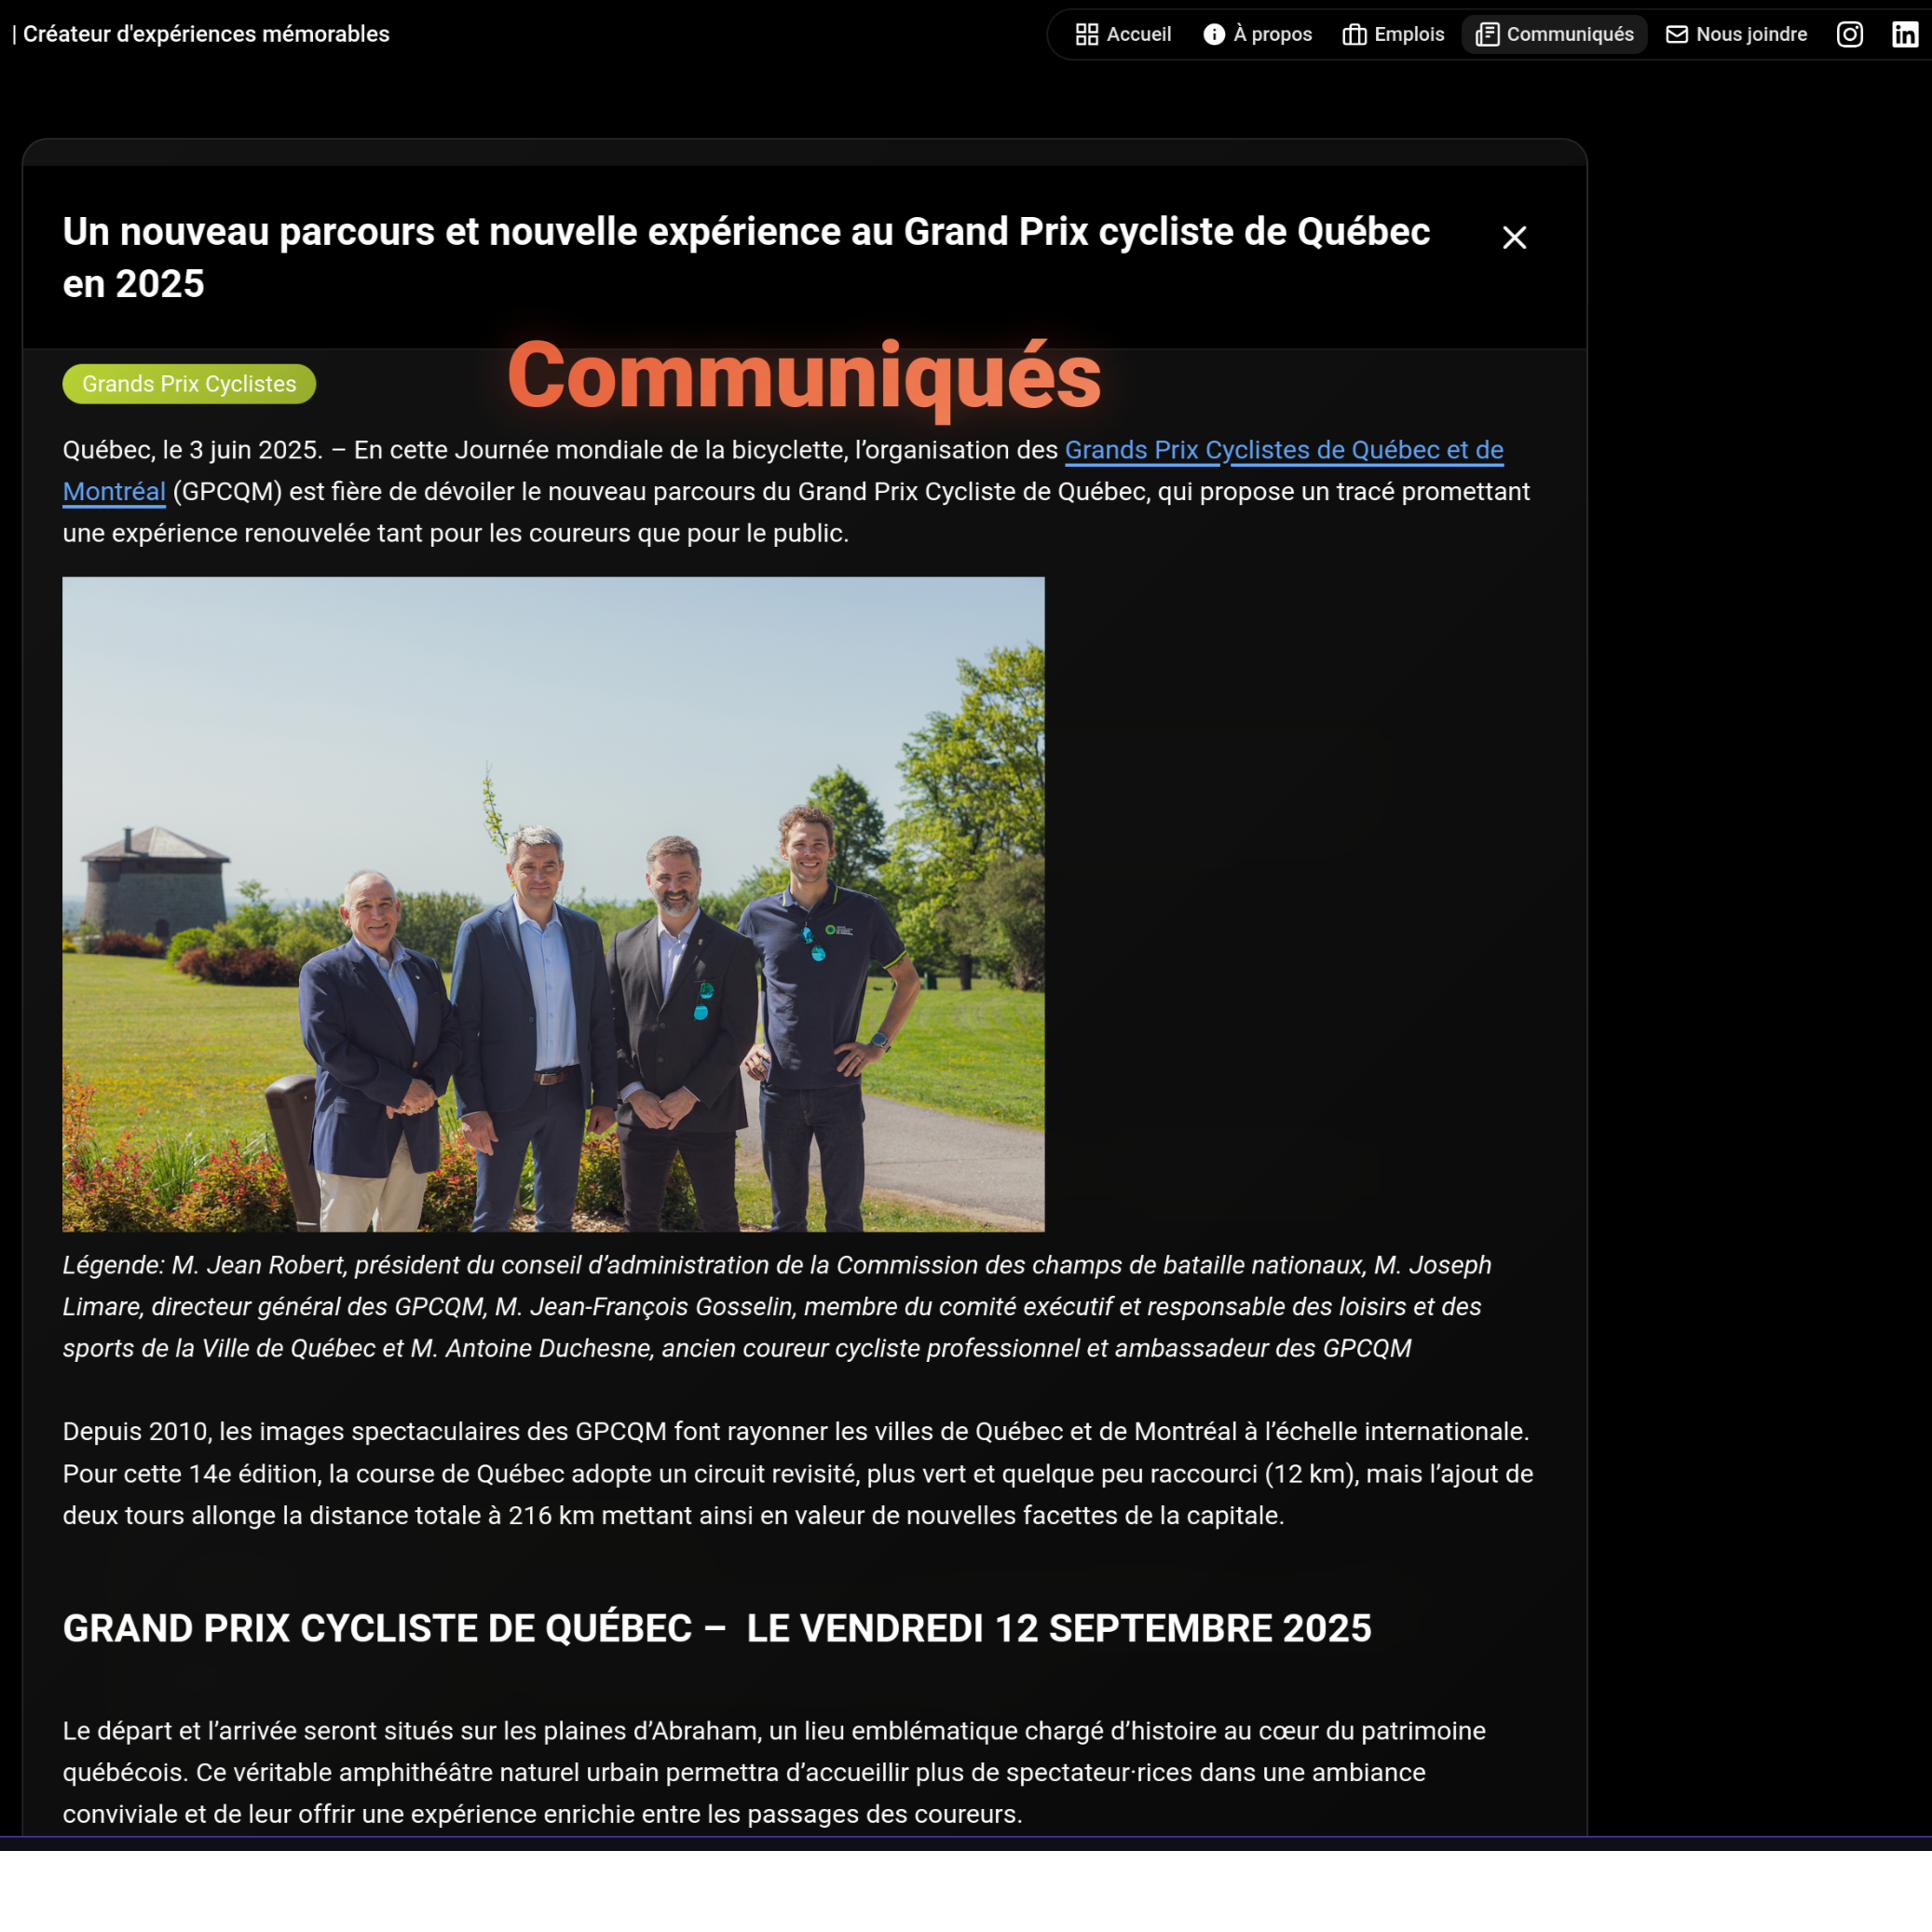 | Créateur d'expériences mémorables
Accueil
À propos
Emplois
Communiqués
Nous joindre
Un nouveau parcours et nouvelle expérience au Grand Prix cycliste de Québec
en 2025
Communiqués
Grands Prix Cyclistes
Québec, le 3 juin 2025. – En cette Journée mondiale de la bicyclette, l’organisation des Grands Prix Cyclistes de Québec et de
Montréal (GPCQM) est fière de dévoiler le nouveau parcours du Grand Prix Cycliste de Québec, qui propose un tracé promettant
une expérience renouvelée tant pour les coureurs que pour le public.
Légende: M. Jean Robert, président du conseil d’administration de la Commission des champs de bataille nationaux, M. Joseph
Limare, directeur général des GPCQM, M. Jean-François Gosselin, membre du comité exécutif et responsable des loisirs et des
sports de la Ville de Québec et M. Antoine Duchesne, ancien coureur cycliste professionnel et ambassadeur des GPCQM
Depuis 2010, les images spectaculaires des GPCQM font rayonner les villes de Québec et de Montréal à l’échelle internationale.
Pour cette 14e édition, la course de Québec adopte un circuit revisité, plus vert et quelque peu raccourci (12 km), mais l’ajout de
deux tours allonge la distance totale à 216 km mettant ainsi en valeur de nouvelles facettes de la capitale.
GRAND PRIX CYCLISTE DE QUÉBEC –  LE VENDREDI 12 SEPTEMBRE 2025
Le départ et l’arrivée seront situés sur les plaines d’Abraham, un lieu emblématique chargé d’histoire au cœur du patrimoine
québécois. Ce véritable amphithéâtre naturel urbain permettra d’accueillir plus de spectateur·rices dans une ambiance
conviviale et de leur offrir une expérience enrichie entre les passages des coureurs.